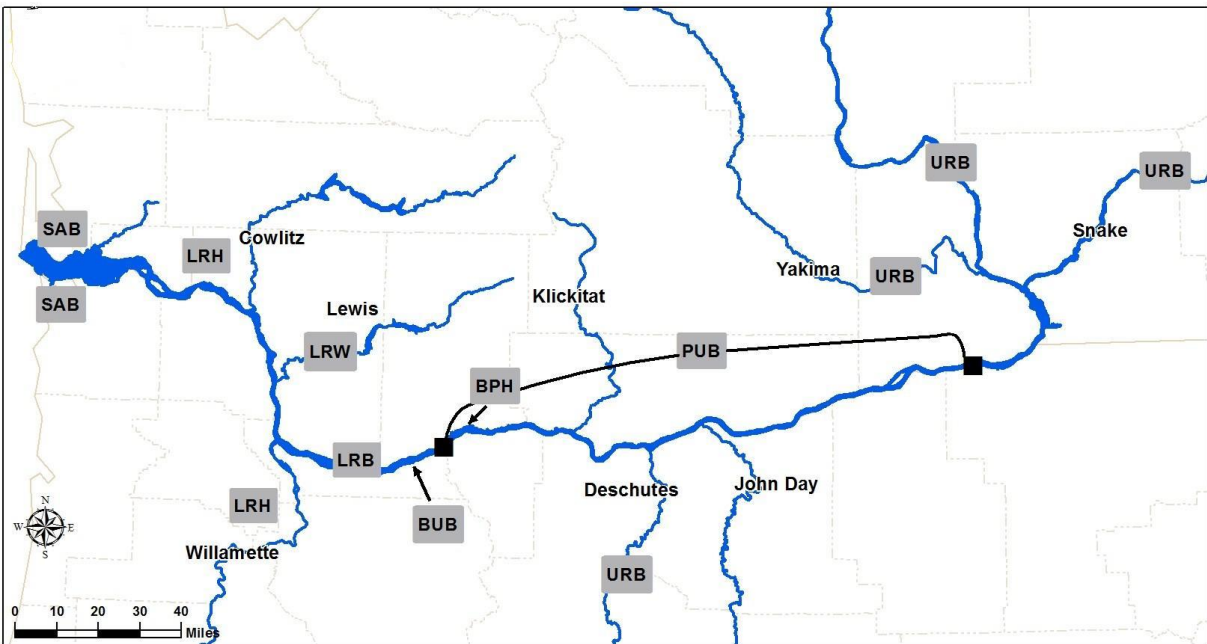 URB
URB
SAB
Cowlitz
Snake
LRH
Yakima
URB
SAB
Klickitat
Lewis
LRW
PUB
BPH
LRB
Deschutes
John Day
LRH
BUB
N
W E
S
Willamette
URB
0 10 20 30 40
Miles